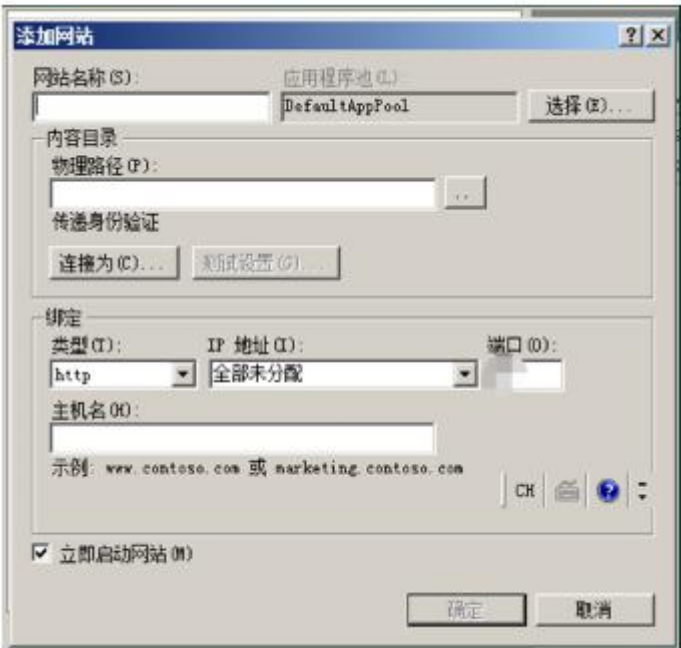 添加网站
网站名称(S): 应用程序池(L):
DefaultAppPool 选择(E)...
内容目录
物理路径(P):
..
传递身份验证
连接为(C)... 测试设置(G)...
绑定
类型(T): IP 地址(I): 端口(O):
http 全部未分配
主机名(H):
示例: www.contoso.com 或 marketing.contoso.com
CH
立即启动网站(M)
确定 取消